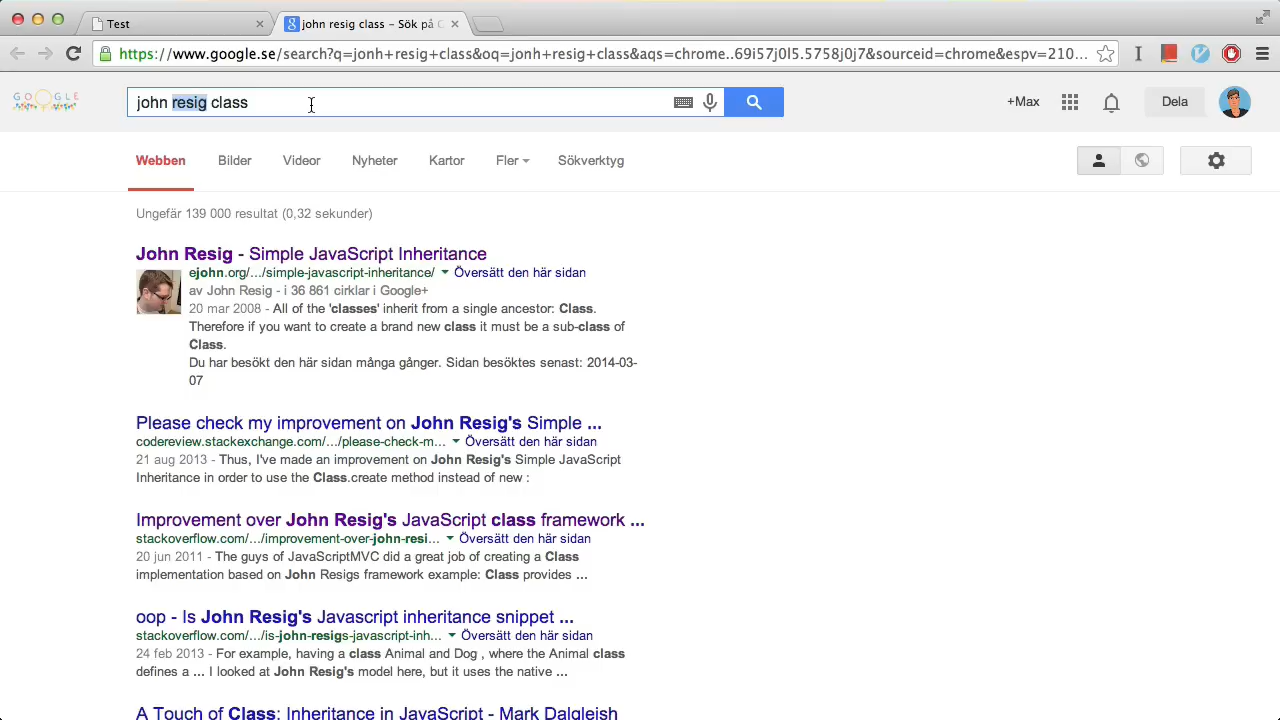 Test
john resig class - Sök på G
https://www.google.se/search?q=jonh+resig+class&oq=jonh+resig+class&aqs=chrome..69i57j0l5.5758j0j7&sourceid=chrome&espv=210...
GOOGLE
john resig class
+Max
Dela
Webben Bilder Videor Nyheter Kartor Fler Sökverktyg
Ungefär 139 000 resultat (0,32 sekunder)
John Resig - Simple JavaScript Inheritance
ejohn.org/.../simple-javascript-inheritance/ Översätt den här sidan
av John Resig - i 36 861 cirklar i Google+
20 mar 2008 - All of the 'classes' inherit from a single ancestor: Class.
Therefore if you want to create a brand new class it must be a sub-class of
Class.
Du har besökt den här sidan många gånger. Sidan besöktes senast: 2014-03-
07
Please check my improvement on John Resig's Simple ...
codereview.stackexchange.com/.../please-check-m... Översätt den här sidan
21 aug 2013 - Thus, I've made an improvement on John Resig's Simple JavaScript
Inheritance in order to use the Class.create method instead of new :
Improvement over John Resig's JavaScript class framework ...
stackoverflow.com/.../improvement-over-john-resi... Översätt den här sidan
20 jun 2011 - The guys of JavaScriptMVC did a great job of creating a Class
implementation based on John Resigs framework example: Class provides ...
oop - Is John Resig's Javascript inheritance snippet ...
stackoverflow.com/.../is-john-resigs-javascript-inh... Översätt den här sidan
24 feb 2013 - For example, having a class Animal and Dog , where the Animal class
defines a ... I looked at John Resig's model here, but it uses the native ...
A Touch of Class: Inheritance in JavaScript - Mark Dalgleish